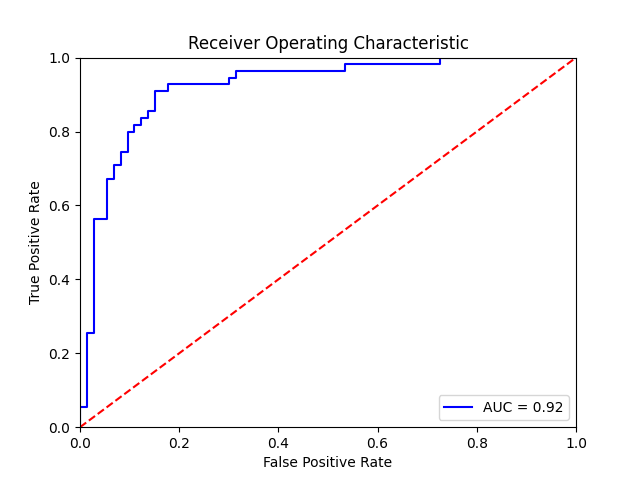 Receiver Operating Characteristic
1.0
0.8
0.6
0.4
0.2
0.0
True Positive Rate
AUC = 0.92
0.0 0.2 0.4 0.6 0.8 1.0
False Positive Rate